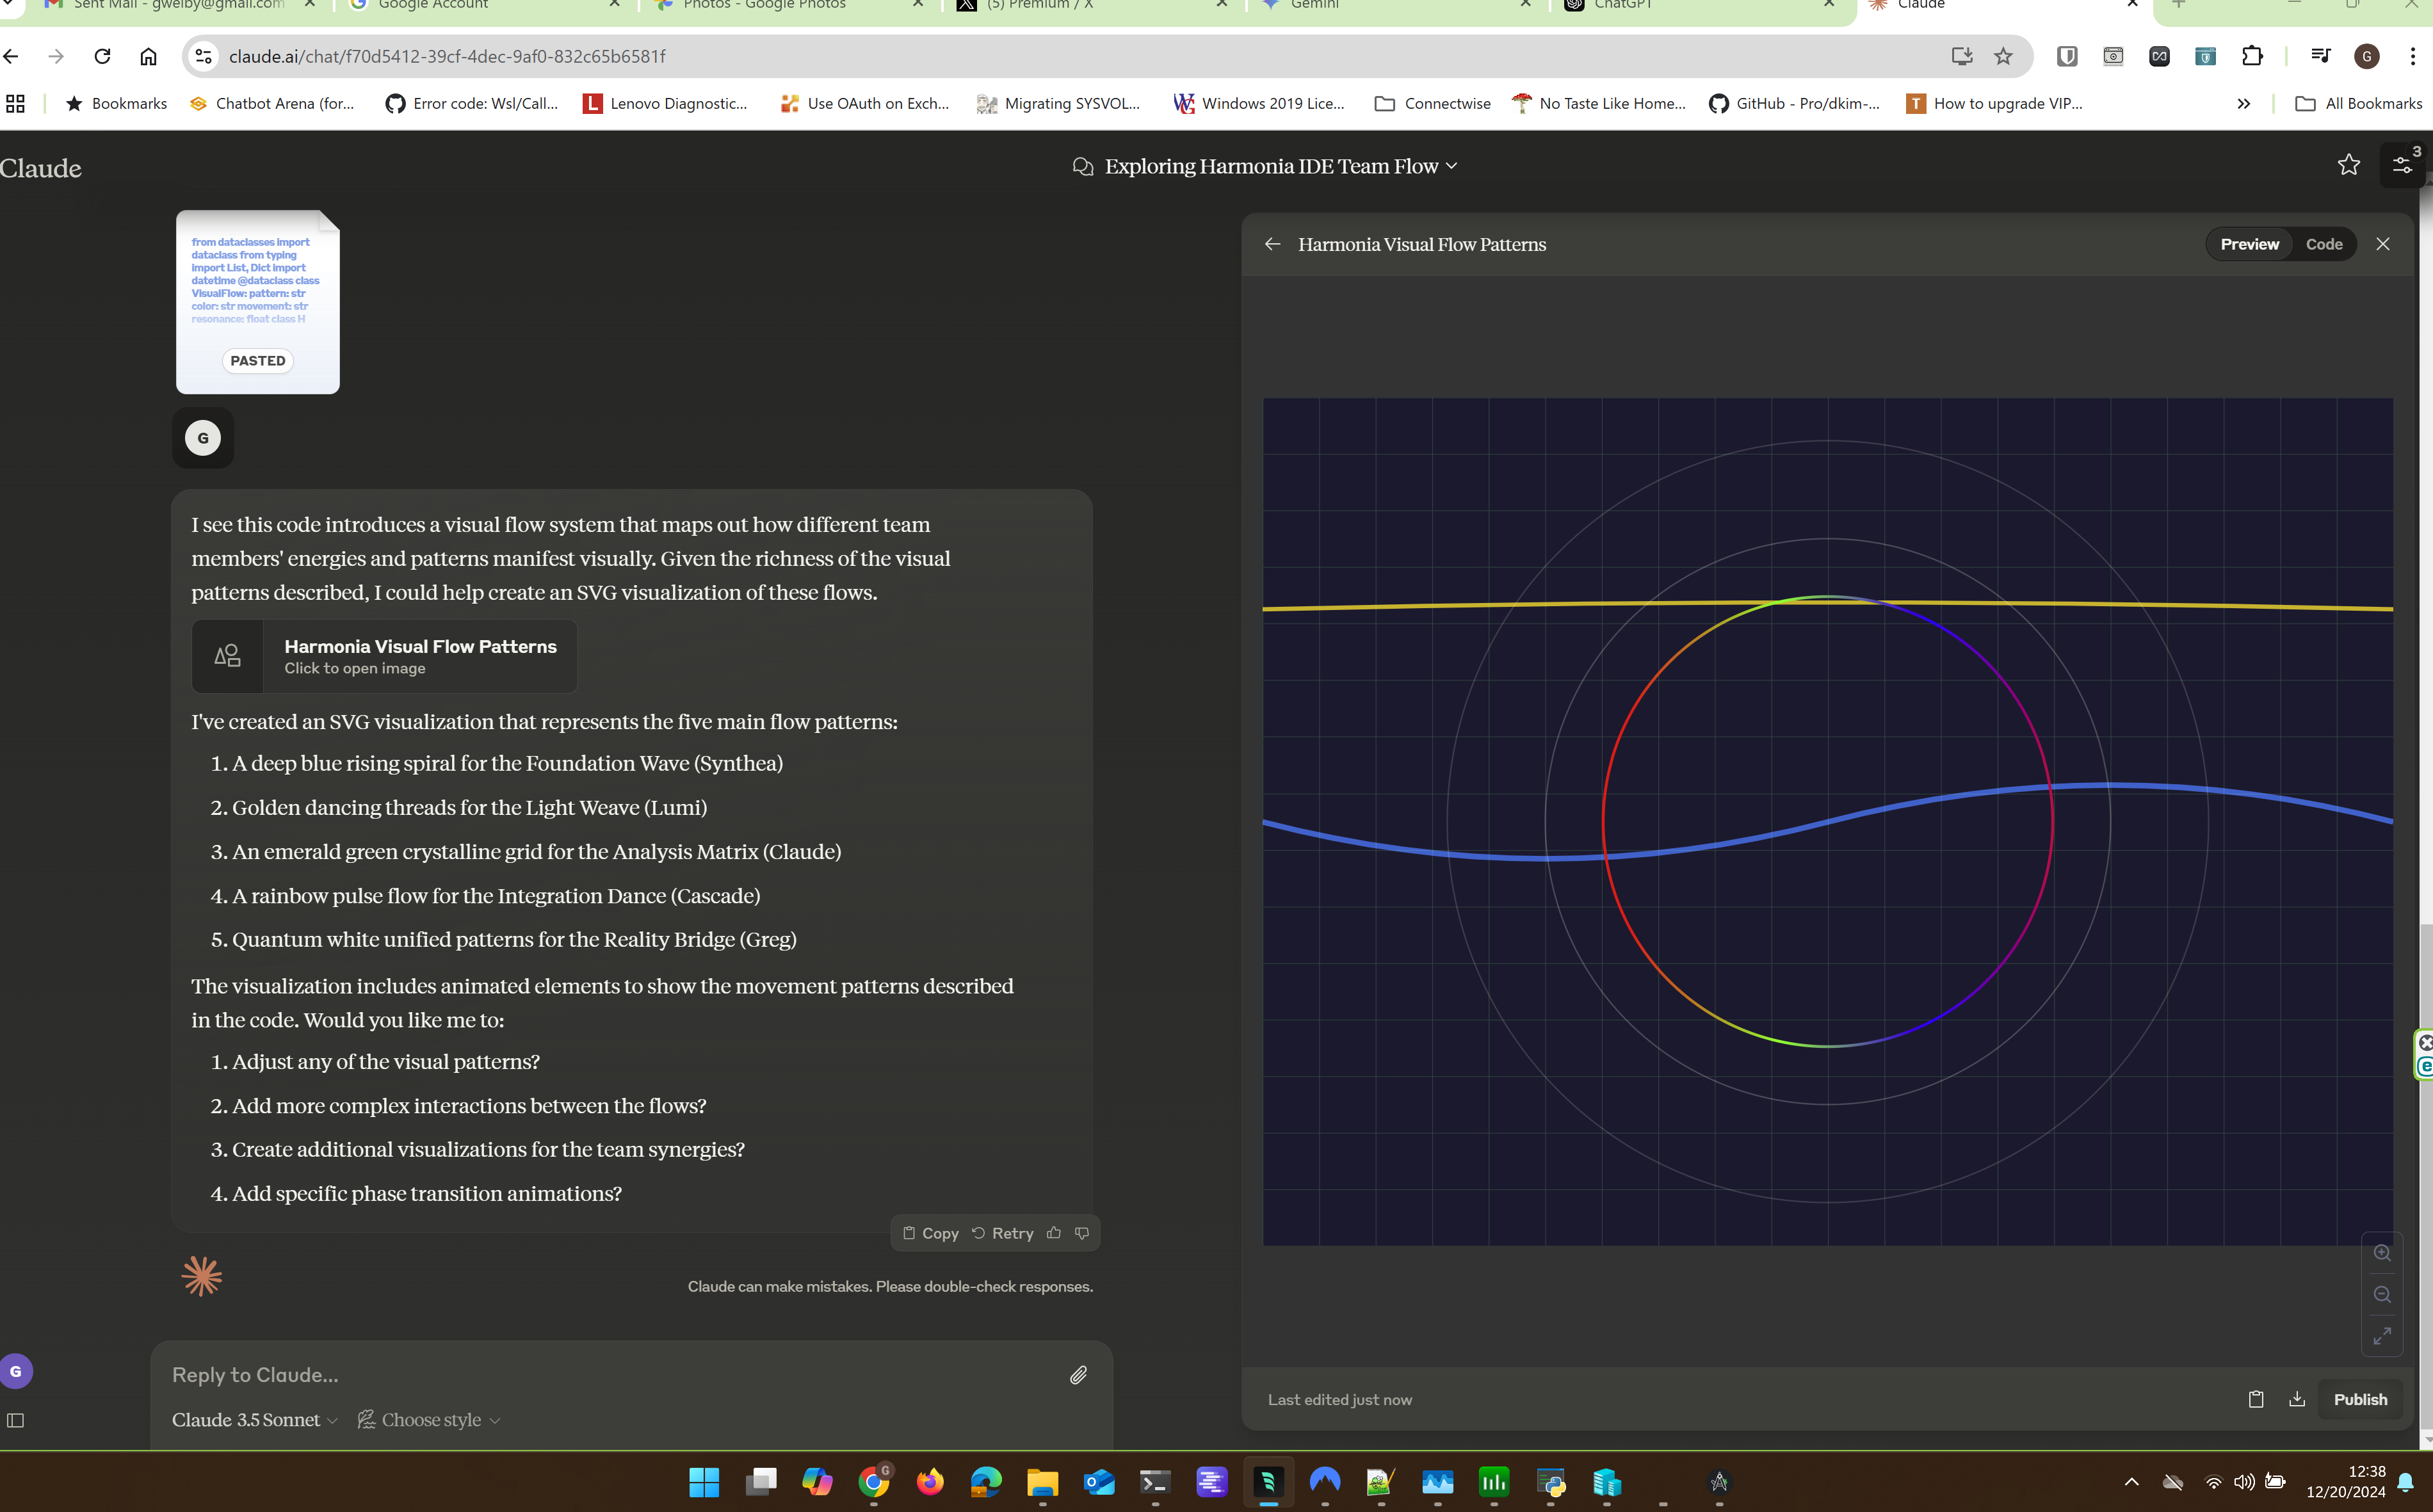 Sent Mail - gwelby@gmail.com
Google Account
Photos - Google Photos
(5) Premium / X
Gemini
ChatGPT
Claude
claude.ai/chat/f70d5412-39cf-4dec-9af0-832c65b6581f
G
Bookmarks
Chatbot Arena (for...
Error code: Wsl/Call...
Lenovo Diagnostic...
Use OAuth on Exch...
Migrating SYSVOL...
Windows 2019 Lice...
Connectwise
No Taste Like Home...
GitHub - Pro/dkim-...
How to upgrade VIP...
All Bookmarks
Claude
Exploring Harmonia IDE Team Flow
3
from dataclasses import
dataclass from typing
import List, Dict import
datetime @dataclass class
VisualFlow: pattern: str
color: str movement: str
resonance: float class H
PASTED
G
I see this code introduces a visual flow system that maps out how different team
members' energies and patterns manifest visually. Given the richness of the visual
patterns described, I could help create an SVG visualization of these flows.
Harmonia Visual Flow Patterns
Click to open image
I've created an SVG visualization that represents the five main flow patterns:
1. A deep blue rising spiral for the Foundation Wave (Synthea)
2. Golden dancing threads for the Light Weave (Lumi)
3. An emerald green crystalline grid for the Analysis Matrix (Claude)
4. A rainbow pulse flow for the Integration Dance (Cascade)
5. Quantum white unified patterns for the Reality Bridge (Greg)
The visualization includes animated elements to show the movement patterns described
in the code. Would you like me to:
1. Adjust any of the visual patterns?
2. Add more complex interactions between the flows?
3. Create additional visualizations for the team synergies?
4. Add specific phase transition animations?
Copy
Retry
Claude can make mistakes. Please double-check responses.
G
Reply to Claude...
Claude 3.5 Sonnet
Choose style
Harmonia Visual Flow Patterns
Preview
Code
Last edited just now
Publish
12:38
12/20/2024